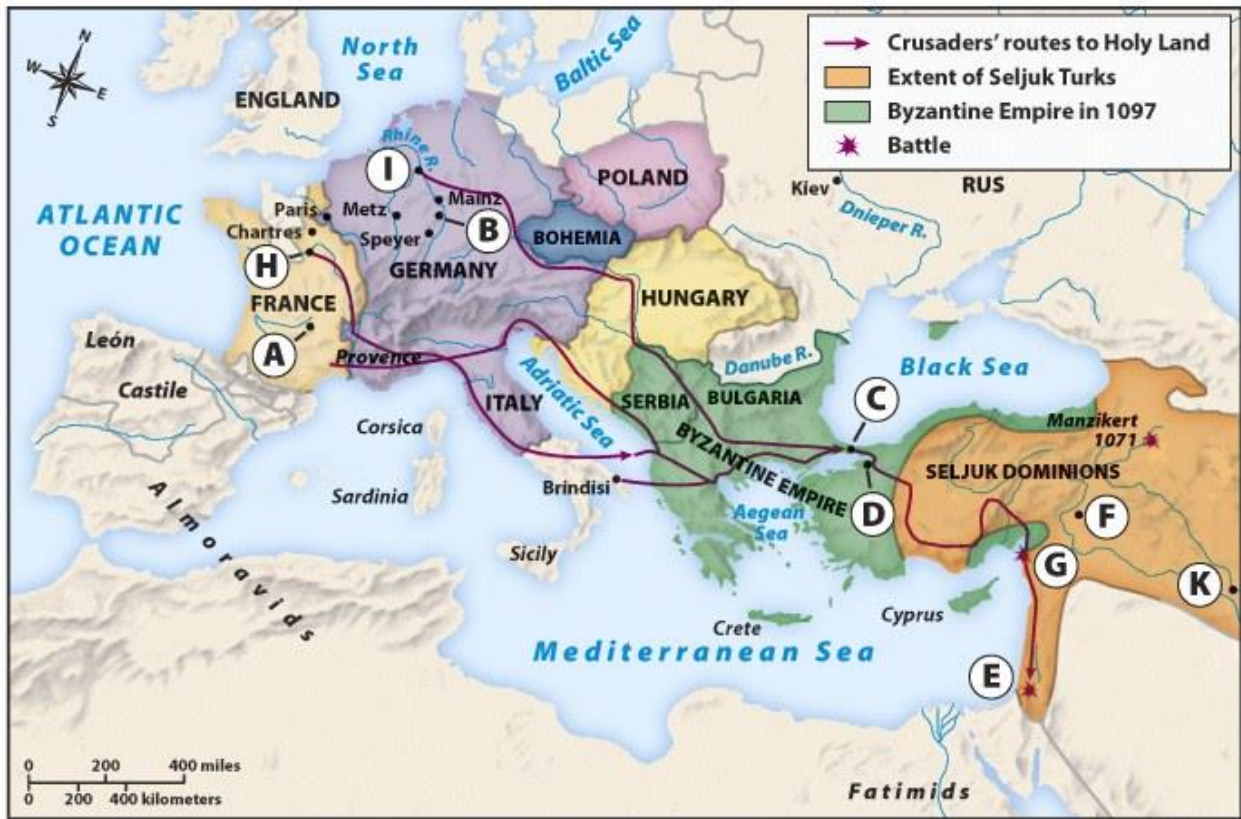 N
W
E
S
North
Sea
Baltic Sea
ENGLAND
Crusaders' routes to Holy Land
Extent of Seljuk Turks
Byzantine Empire in 1097
Battle
Rhine R.
I
POLAND
Kiev
RUS
Dnieper R.
ATLANTIC
OCEAN
Paris
Metz
Mainz
Chartres
Speyer
B
BOHEMIA
H
GERMANY
HUNGARY
FRANCE
León
A
Provence
Danube R.
Black Sea
Castile
Adriatic Sea
ITALY
SERBIA
BULGARIA
C
Corsica
BYZANTINE EMPIRE
Manzikert
1071
SELJUK DOMINIONS
Sardinia
Brindisi
Aegean
Sea
D
F
Almoravids
Sicily
G
K
Crete
Cyprus
Mediterranean Sea
E
0 200 400 miles
0 200 400 kilometers
Fatimids